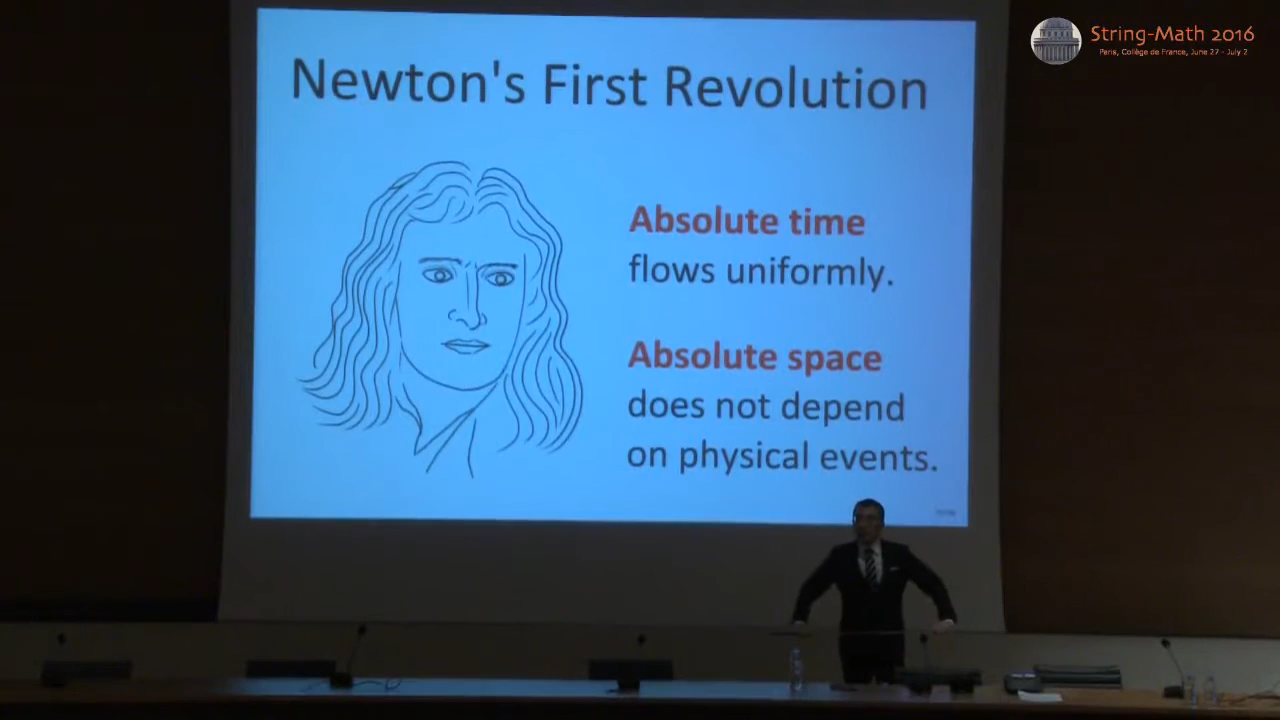 String-Math 2016
Paris, Collège de France, June 27 - July 2
Newton's First Revolution
Absolute time
flows uniformly.
Absolute space
does not depend
on physical events.